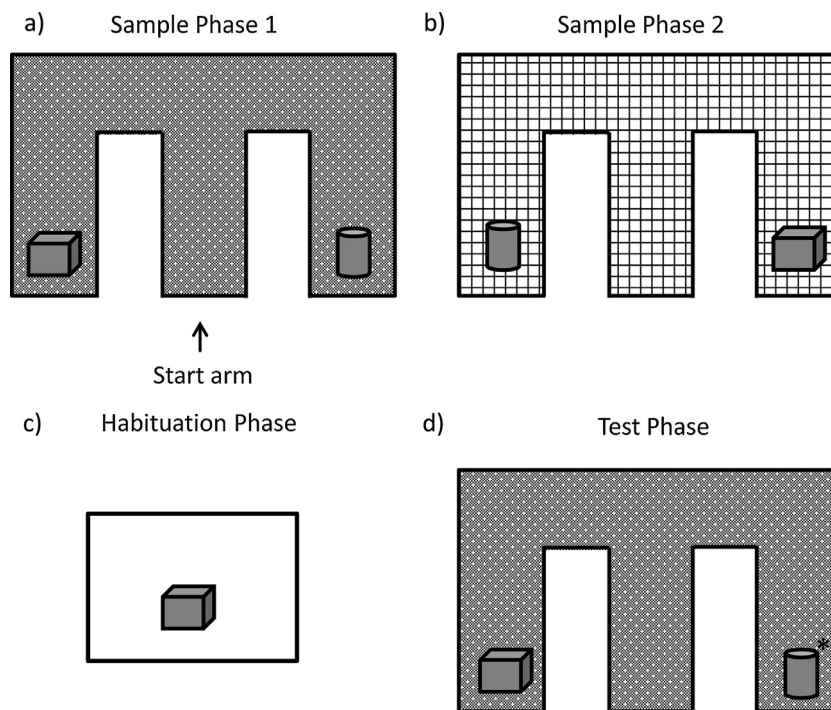 a) Sample Phase 1
b) Sample Phase 2
Start arm
c) Habituation Phase
d) Test Phase
*